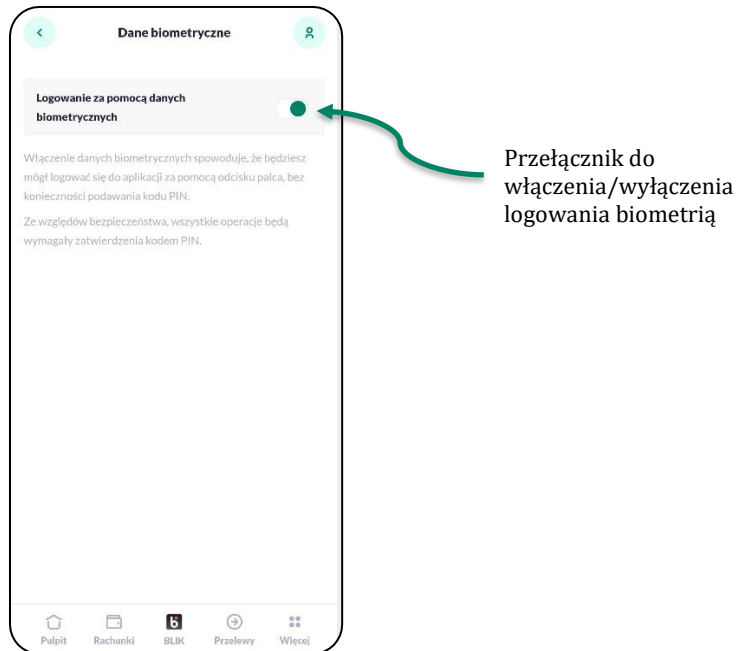 Dane biometryczne
Logowanie za pomocą danych
biometrycznych
Włączenie danych biometrycznych spowoduje, że będziesz
mógł logować się do aplikacji za pomocą odcisku palca, bez
konieczności podawania kodu PIN.
Ze względów bezpieczeństwa, wszystkie operacje będą
wymagały zatwierdzenia kodem PIN.
Przełącznik do
włączenia/wyłączenia
logowania biometrią
Pulpit Rachunki BLIK Przelewy Więcej